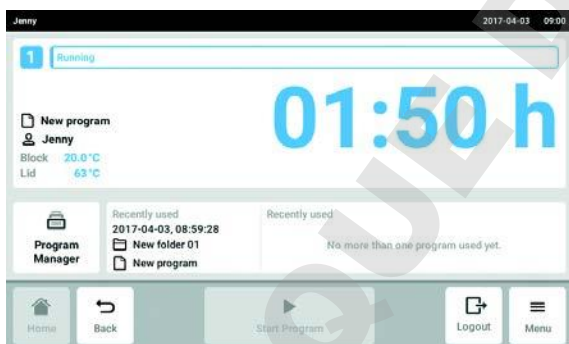 Jenny 2017-04-03 09:00
1 Running
01:50 h
New program
Jenny
Block 20.0°C
Lid 63°C
Program Manager
Recently used
2017-04-03, 08:59:28
New folder 01
New program
Recently used
No more than one program used yet.
Home
Back
Start Program
Logout
Menu